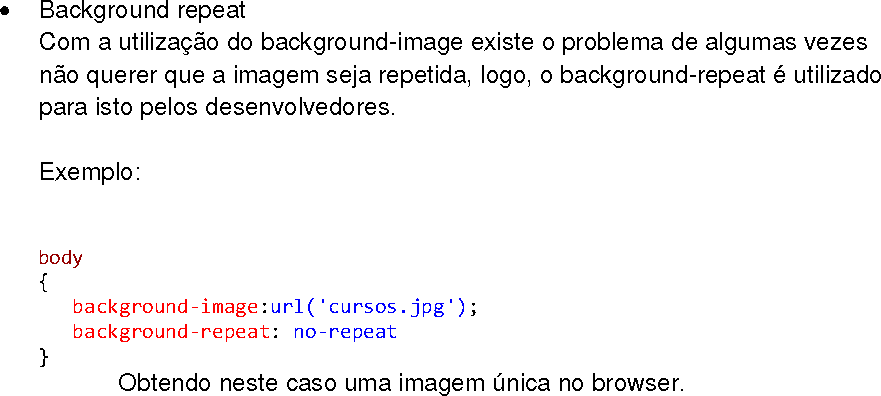 • Background repeat
Com a utilização do background-image existe o problema de algumas vezes
não querer que a imagem seja repetida, logo, o background-repeat é utilizado
para isto pelos desenvolvedores.
Exemplo:
body
{
background-image:url('cursos.jpg');
background-repeat: no-repeat
}
Obtendo neste caso uma imagem única no browser.